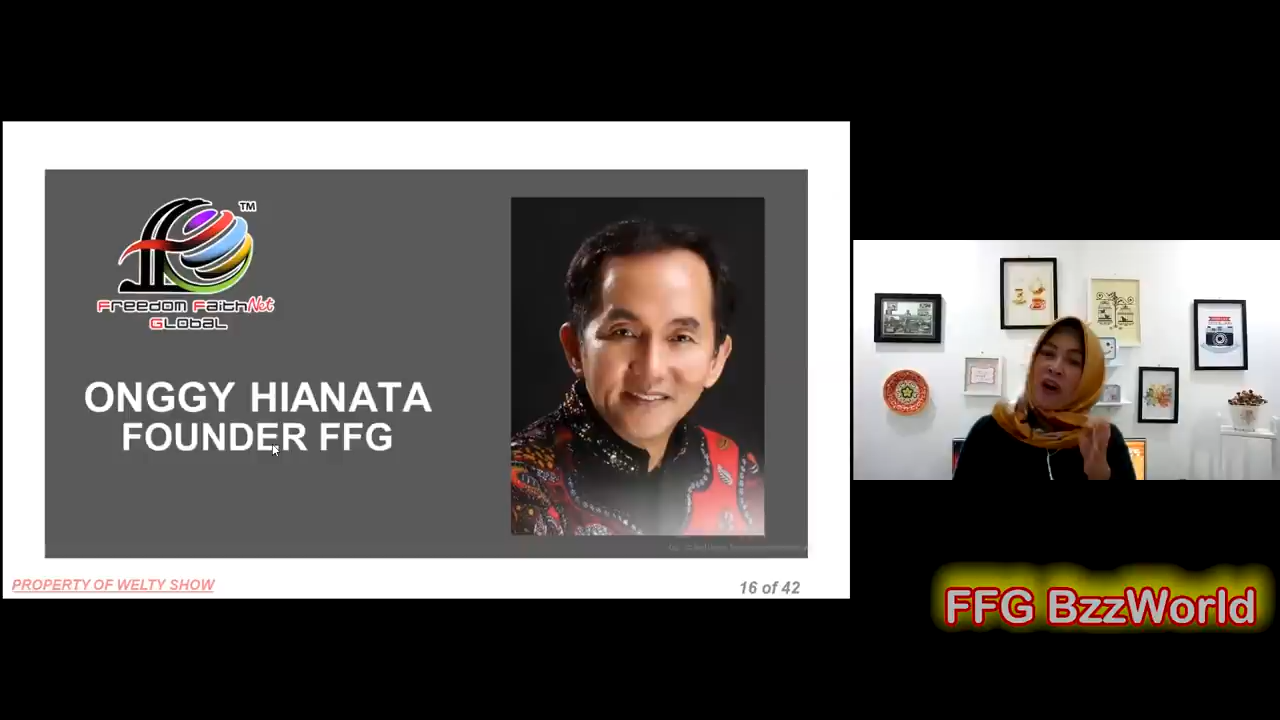 TM
Freedom FaithNet
Global
ONGGY HIANATA
FOUNDER FFG
PROPERTY OF WELTY SHOW
16 of 42
FFG BzzWorld